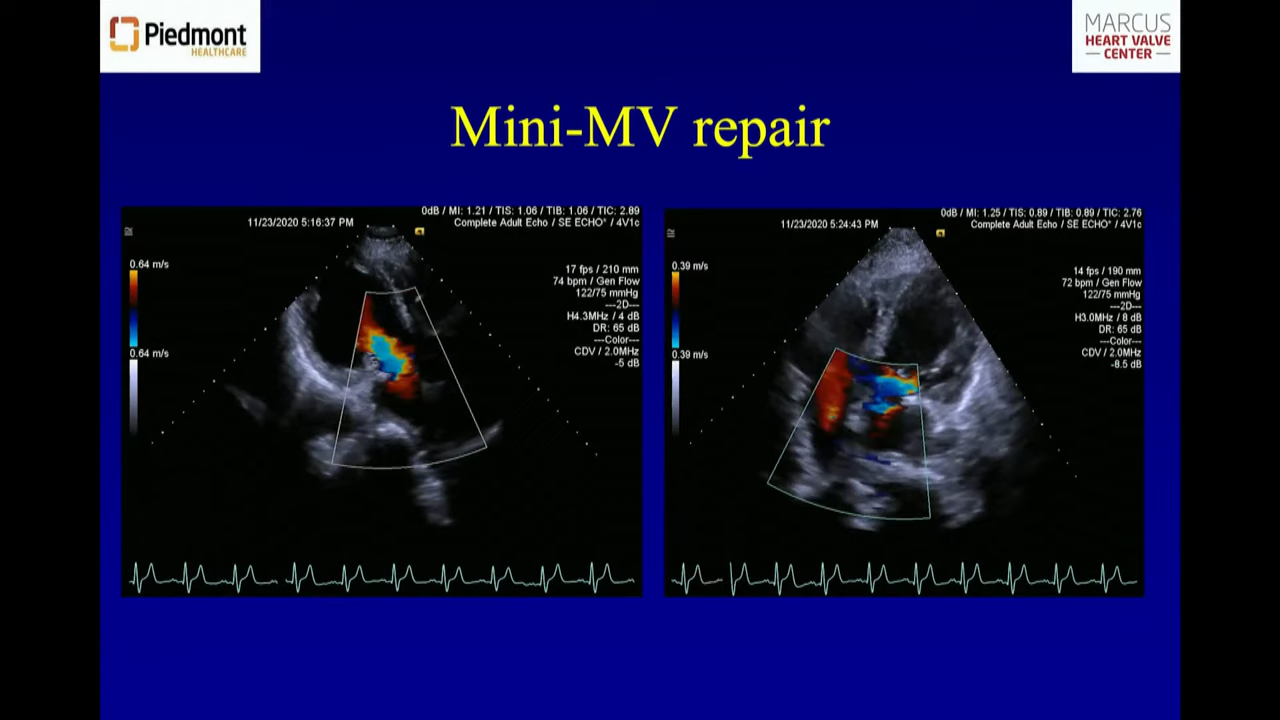 Piedmont
HEALTHCARE
MARCUS
HEART VALVE
CENTER
Mini-MV repair
0dB / MI: 1.21 / TIS: 1.06 / TIB: 1.06 / TIC: 2.89
11/23/2020 5:16:37 PM
Complete Adult Echo / SE ECHO* / 4V1c
0.64 m/s
0.64 m/s
17 fps / 210 mm
74 bpm / Gen Flow
122/75 mmHg
---2D---
H4.3MHz / 4 dB
DR: 65 dB
---Color---
CDV / 2.0MHz
-5 dB
0dB / MI: 1.25 / TIS: 0.89 / TIB: 0.89 / TIC: 2.76
11/23/2020 5:24:43 PM
Complete Adult Echo / SE ECHO* / 4V1c
0.39 m/s
0.39 m/s
14 fps / 190 mm
72 bpm / Gen Flow
122/75 mmHg
---2D---
H3.0MHz / 8 dB
DR: 65 dB
---Color---
CDV / 2.0MHz
-8.5 dB